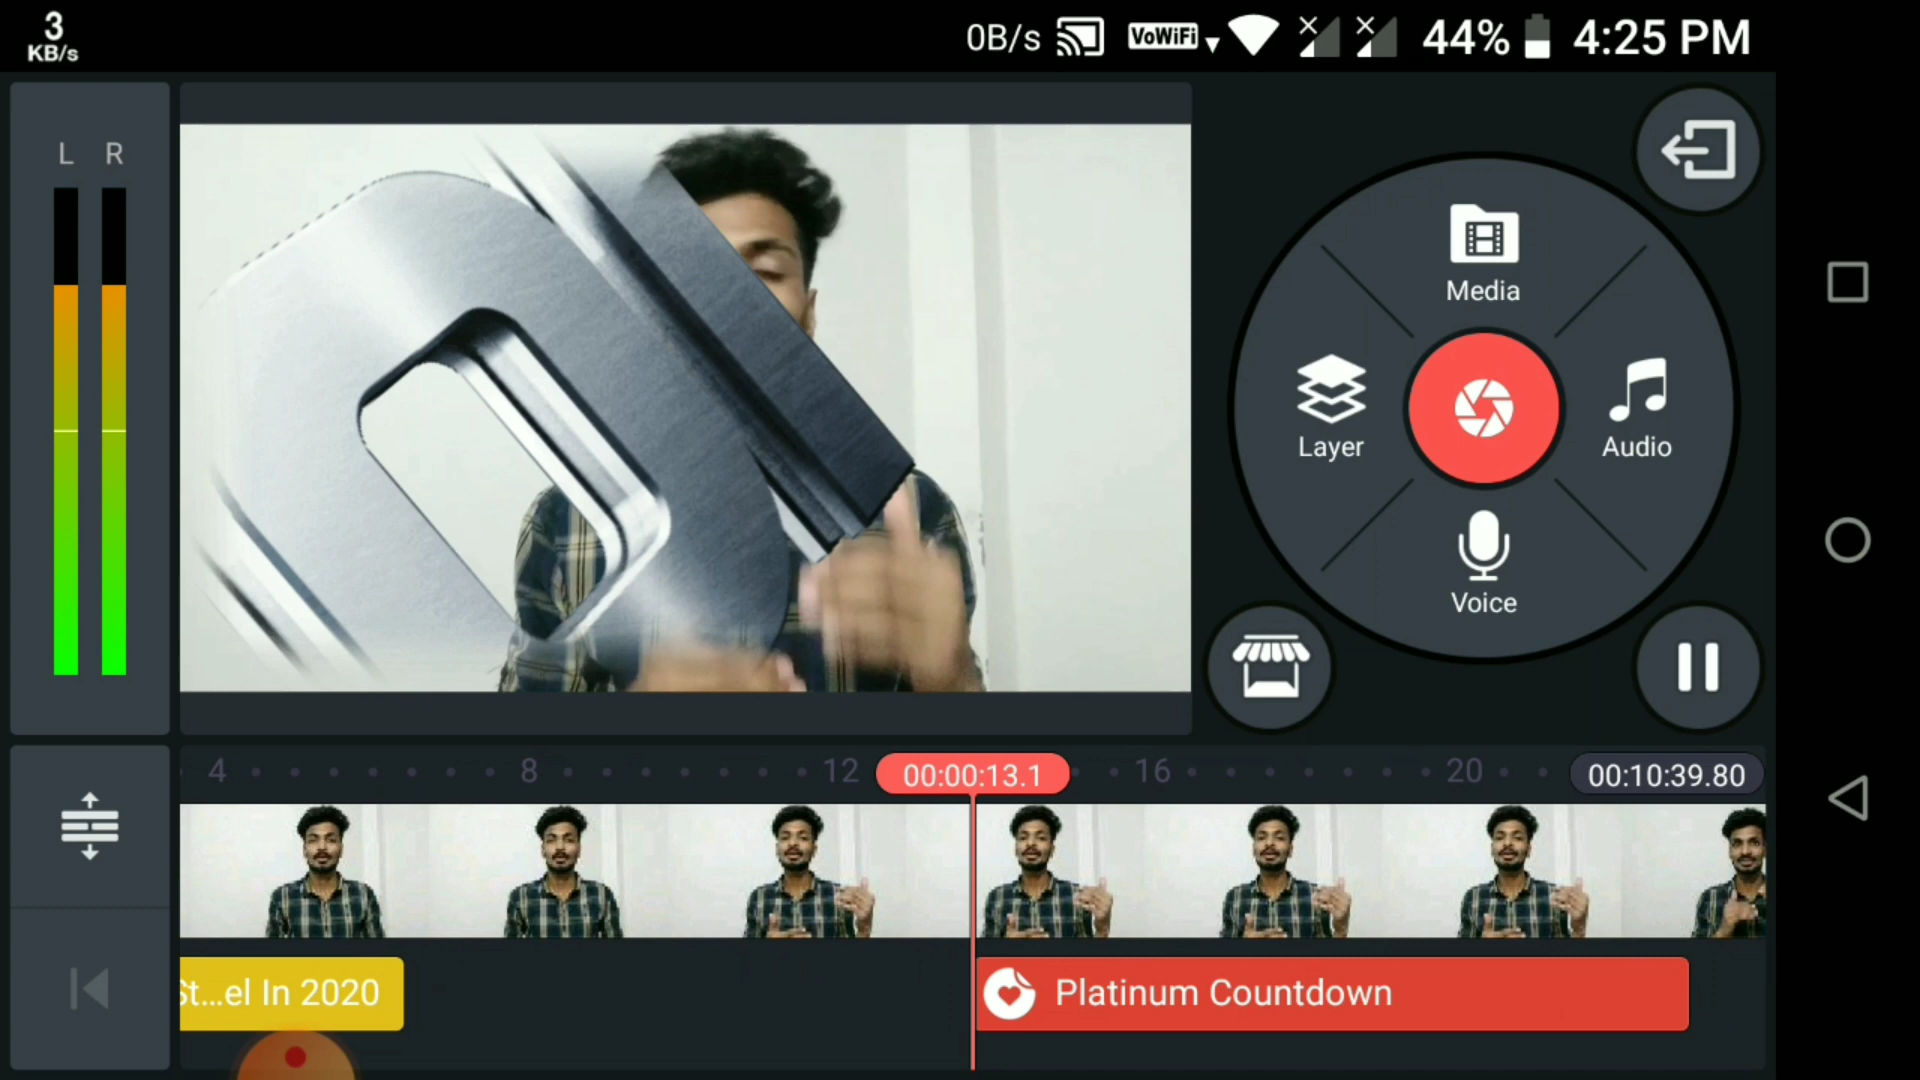 3
KB/s
0B/s
VoWiFi
44%
4:25 PM
L R
Media
Layer
Audio
Voice
4
8
12
00:00:13.1
16
20
00:10:39.80
St...el In 2020
Platinum Countdown